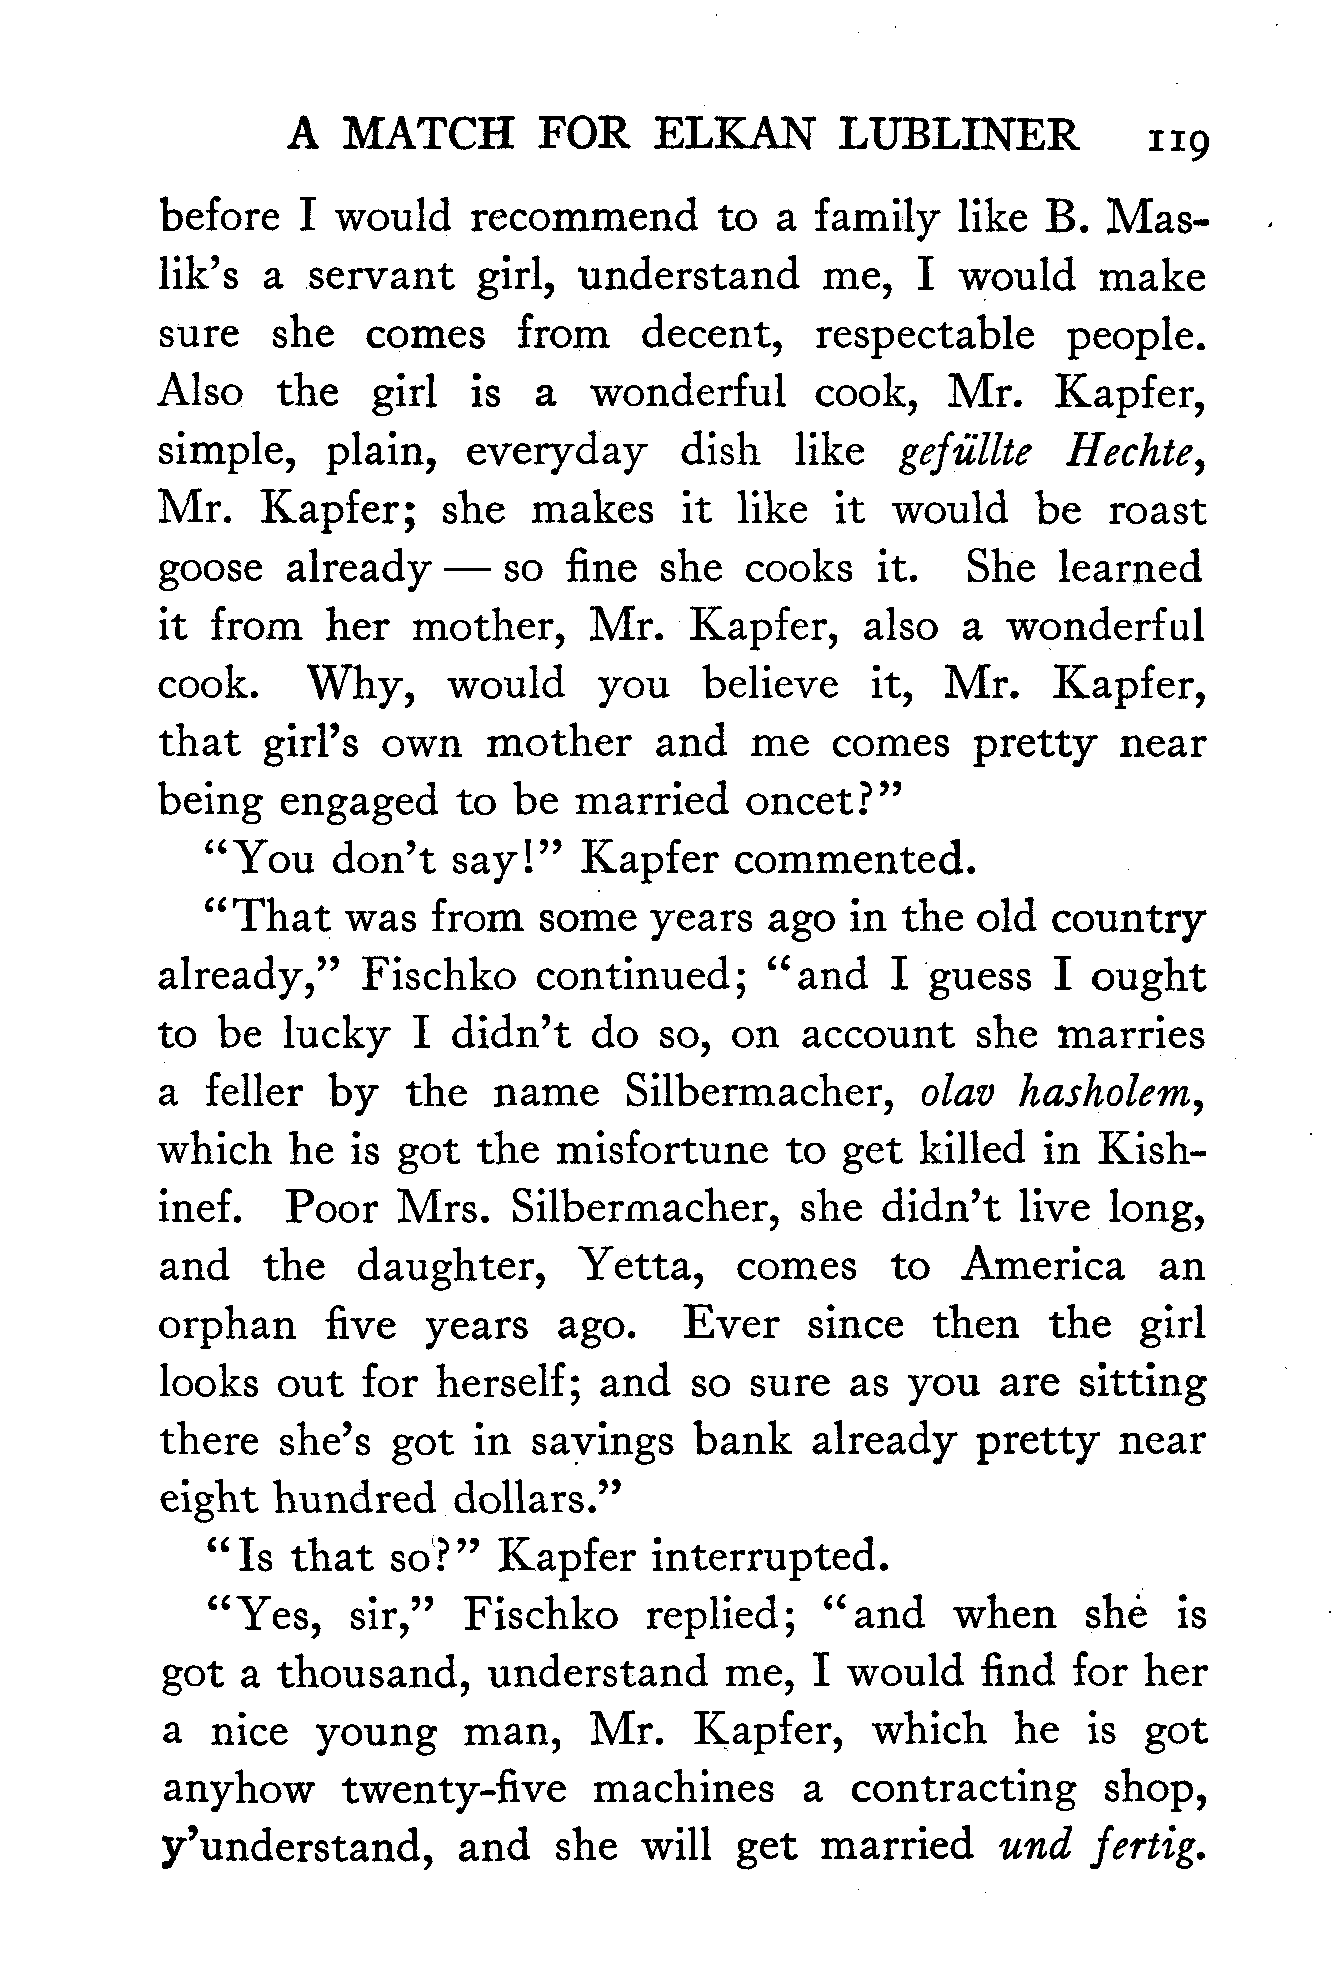 A MATCH FOR ELKAN LUBLINER 119
before I would recommend to a family like B. Mas-
lik's a servant girl, understand me, I would make
sure she comes from decent, respectable people.
Also the girl is a wonderful cook, Mr. Kapfer,
simple, plain, everyday dish like gefüllte Hechte,
Mr. Kapfer; she makes it like it would be roast
goose already — so fine she cooks it. She learned
it from her mother, Mr. Kapfer, also a wonderful
cook. Why, would you believe it, Mr. Kapfer,
that girl's own mother and me comes pretty near
being engaged to be married oncet?"
"You don't say!" Kapfer commented.
"That was from some years ago in the old country
already," Fischko continued; "and I guess I ought
to be lucky I didn't do so, on account she marries
a feller by the name Silbermacher, olav hasholem,
which he is got the misfortune to get killed in Kish-
inef. Poor Mrs. Silbermacher, she didn't live long,
and the daughter, Yetta, comes to America an
orphan five years ago. Ever since then the girl
looks out for herself; and so sure as you are sitting
there she's got in savings bank already pretty near
eight hundred dollars."
"Is that so?" Kapfer interrupted.
"Yes, sir," Fischko replied; "and when she is
got a thousand, understand me, I would find for her
a nice young man, Mr. Kapfer, which he is got
anyhow twenty-five machines a contracting shop,
y'understand, and she will get married und fertig.